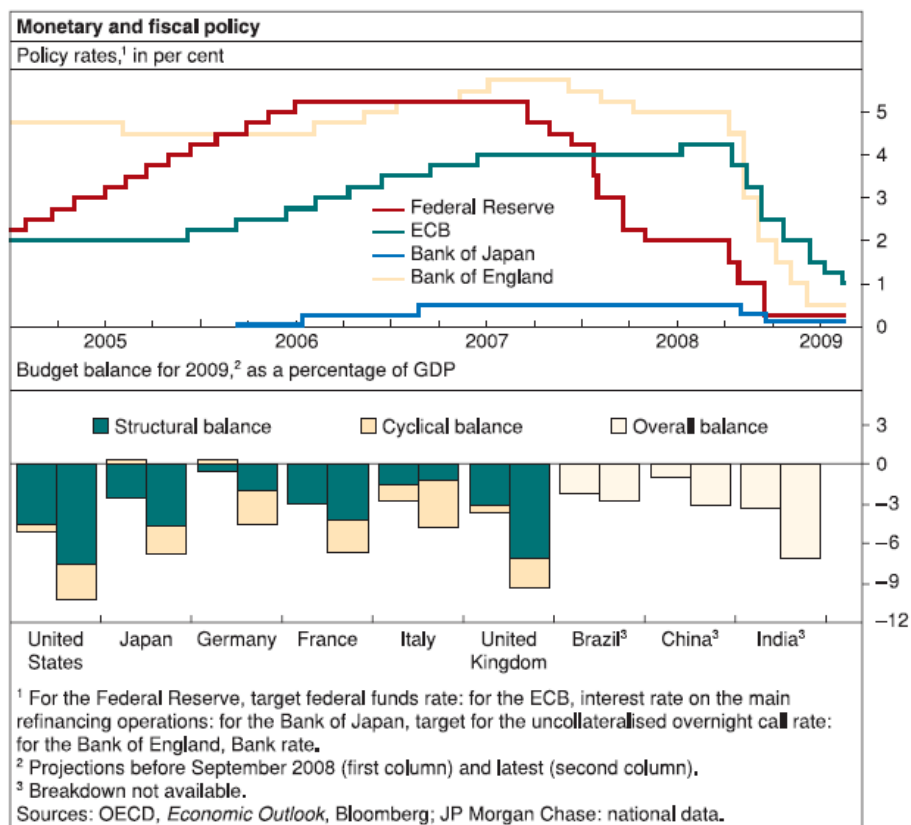 Monetary and fiscal policy
Policy rates,¹ in per cent
5
4
3
2
1
0
Federal Reserve
ECB
Bank of Japan
Bank of England
2005 2006 2007 2008 2009
Budget balance for 2009,² as a percentage of GDP
Structural balance Cyclical balance Overall balance
3
0
−3
−6
−9
−12
United States Japan Germany France Italy United Kingdom Brazil³ China³ India³
¹ For the Federal Reserve, target federal funds rate: for the ECB, interest rate on the main
refinancing operations: for the Bank of Japan, target for the uncollateralised overnight call rate:
for the Bank of England, Bank rate.
² Projections before September 2008 (first column) and latest (second column).
³ Breakdown not available.
Sources: OECD, Economic Outlook, Bloomberg; JP Morgan Chase: national data.